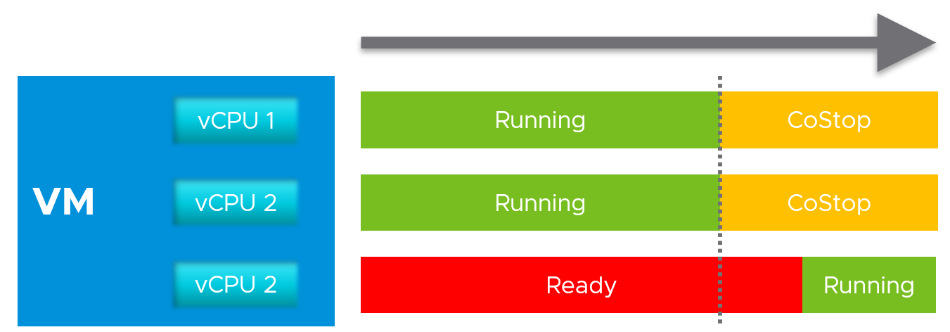 vCPU 1
Running
CoStop
VM
vCPU 2
Running
CoStop
vCPU 2
Ready
Running